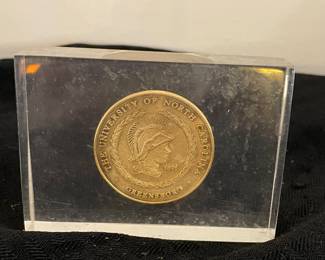 THE UNIVERSITY OF NORTH CAROLINA
GREENSBORO